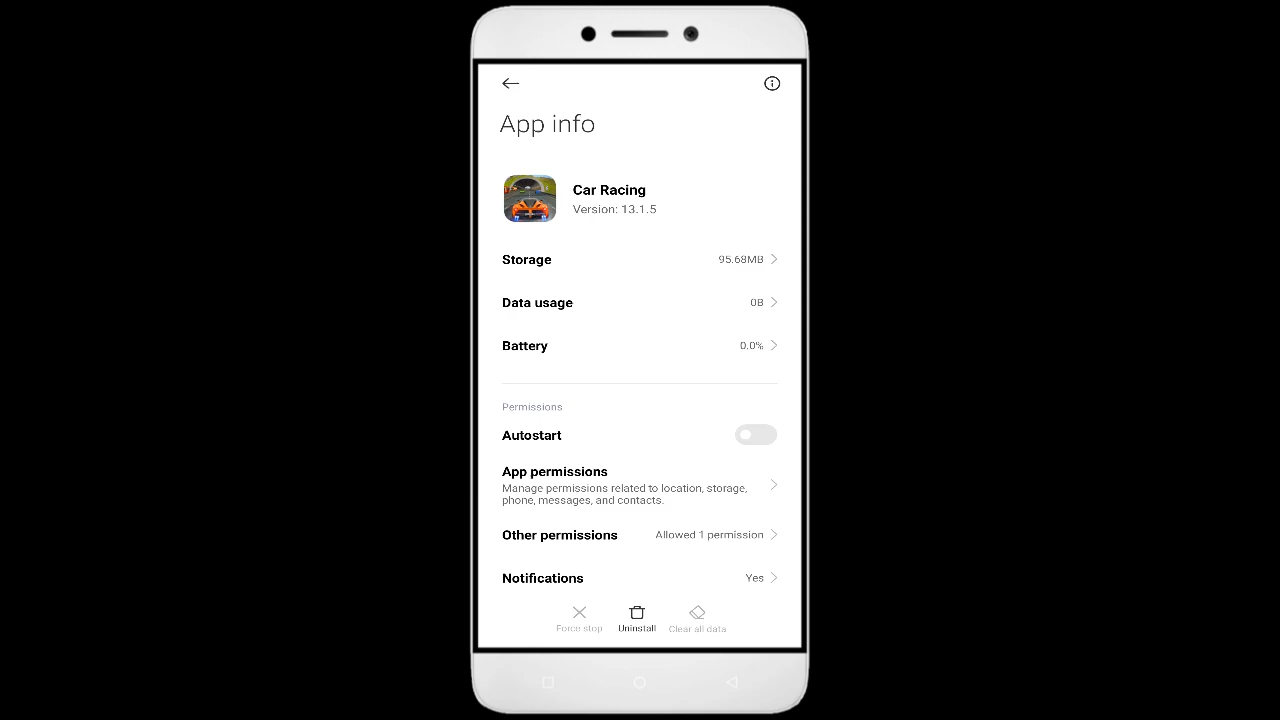 App info
Car Racing
Version: 13.1.5
Storage 95.68MB
Data usage 0B
Battery 0.0%
Permissions
Autostart
App permissions
Manage permissions related to location, storage,
phone, messages, and contacts.
Other permissions Allowed 1 permission
Notifications Yes
Force stop Uninstall Clear all data